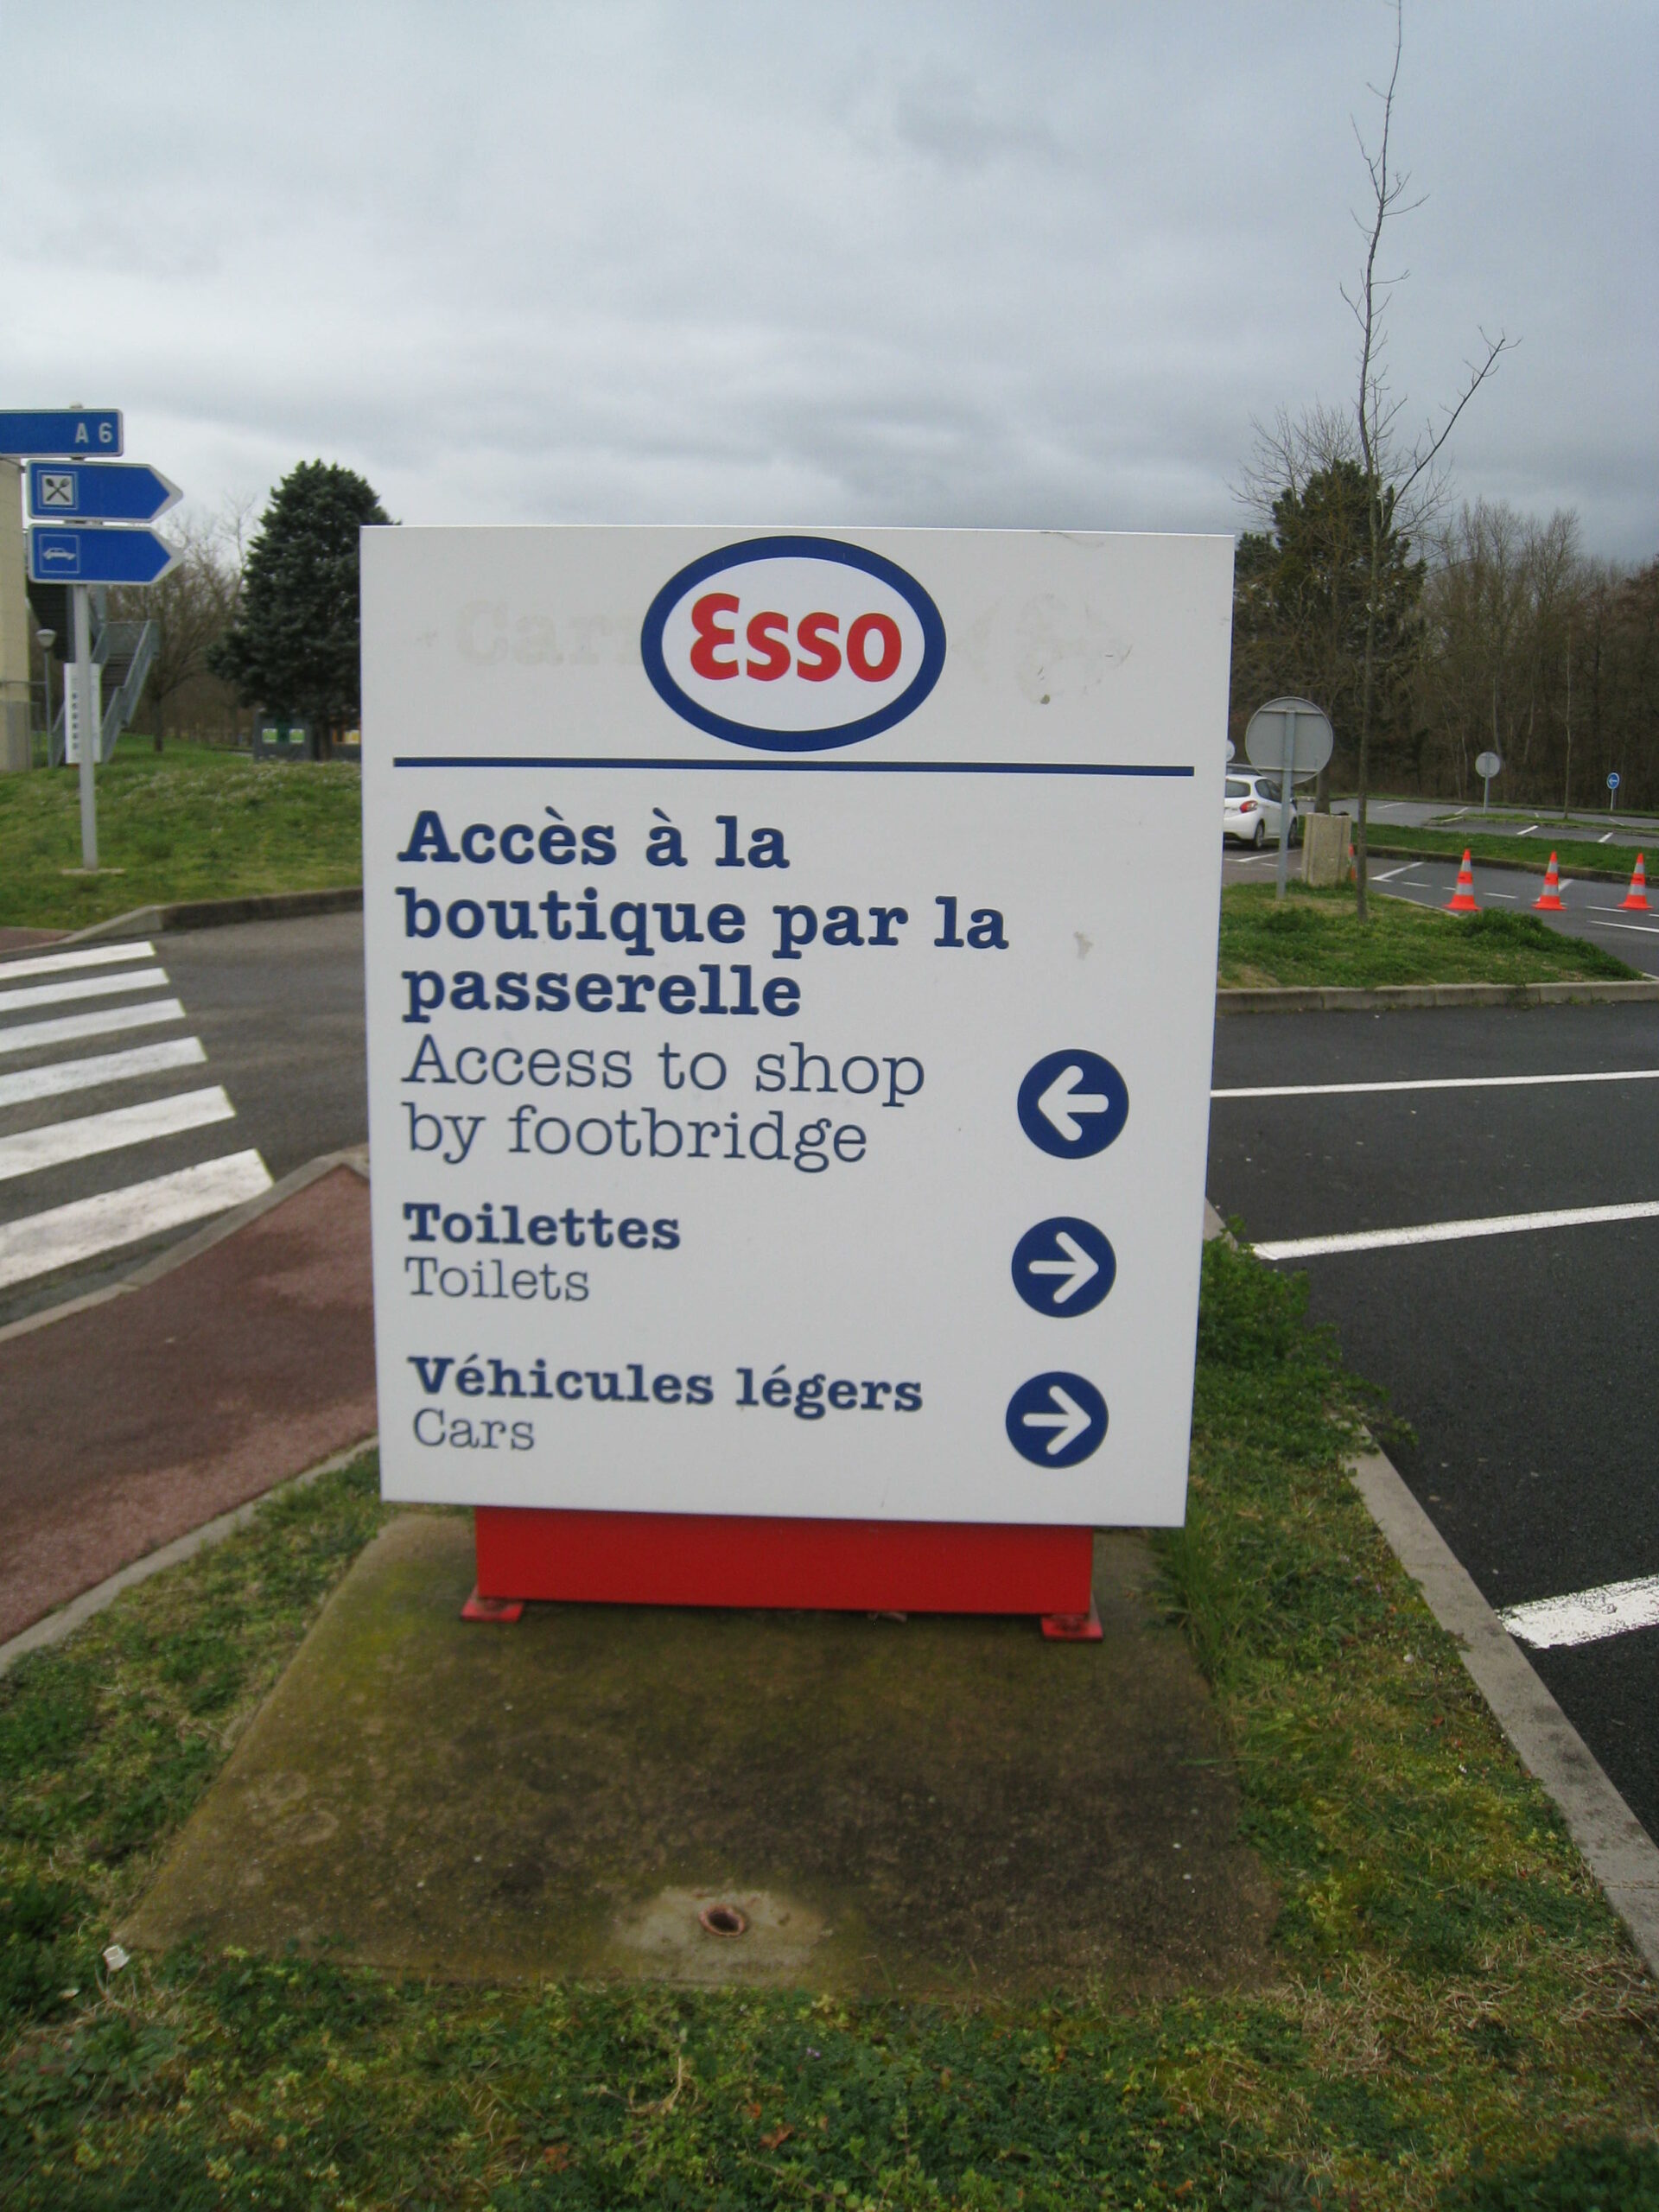 A 6
Esso
Accès à la
boutique par la
passerelle
Access to shop
by footbridge
Toilettes
Toilets
Véhicules légers
Cars